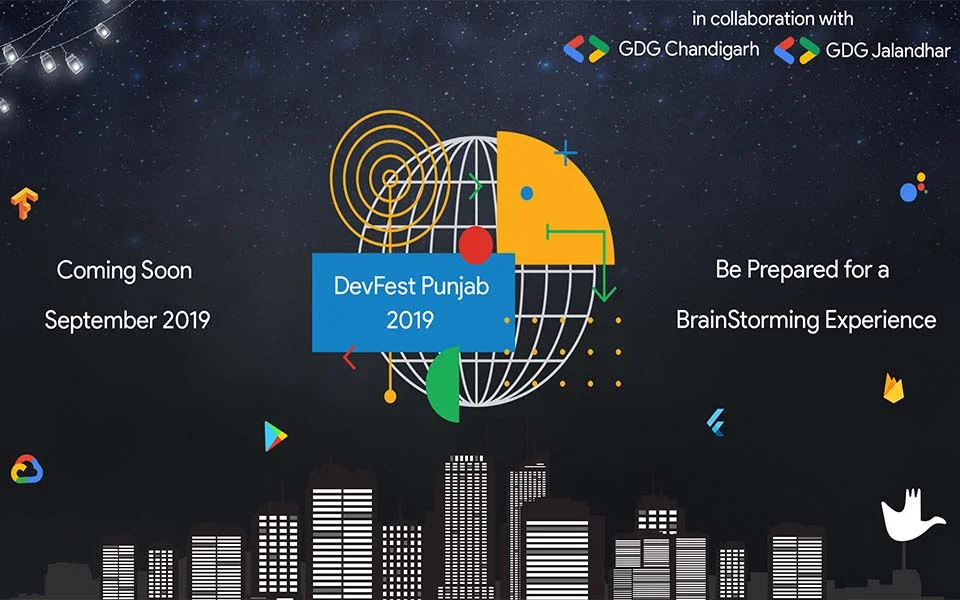 in collaboration with
GDG Chandigarh GDG Jalandhar
Coming Soon
September 2019
DevFest Punjab
2019
Be Prepared for a
BrainStorming Experience